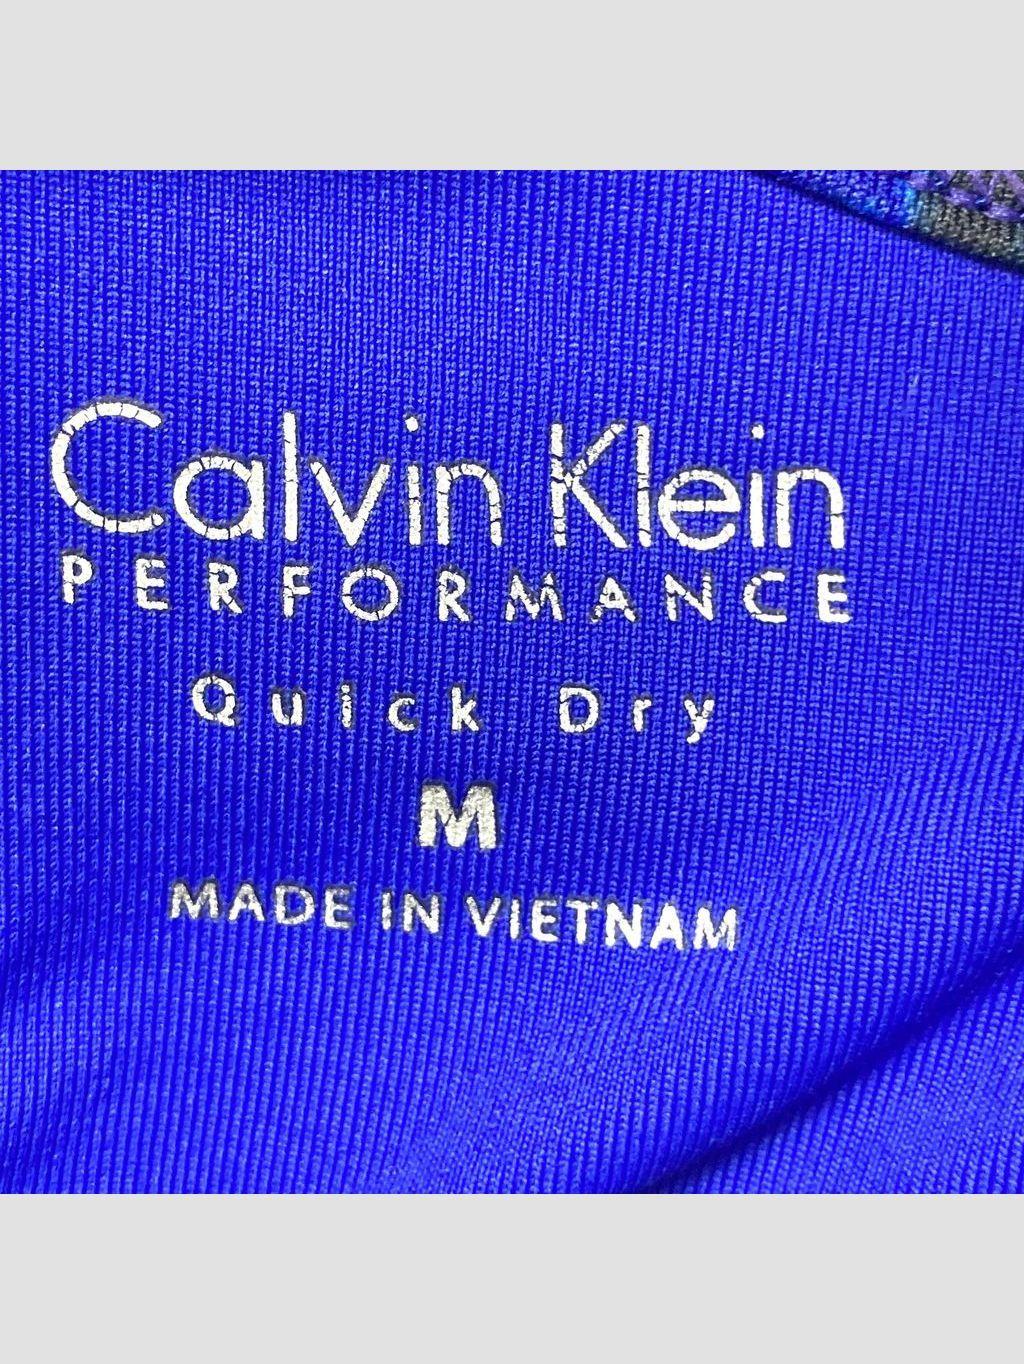 Calvin Klein
PERFORMANCE
Quick Dry
M
MADE IN VIETNAM